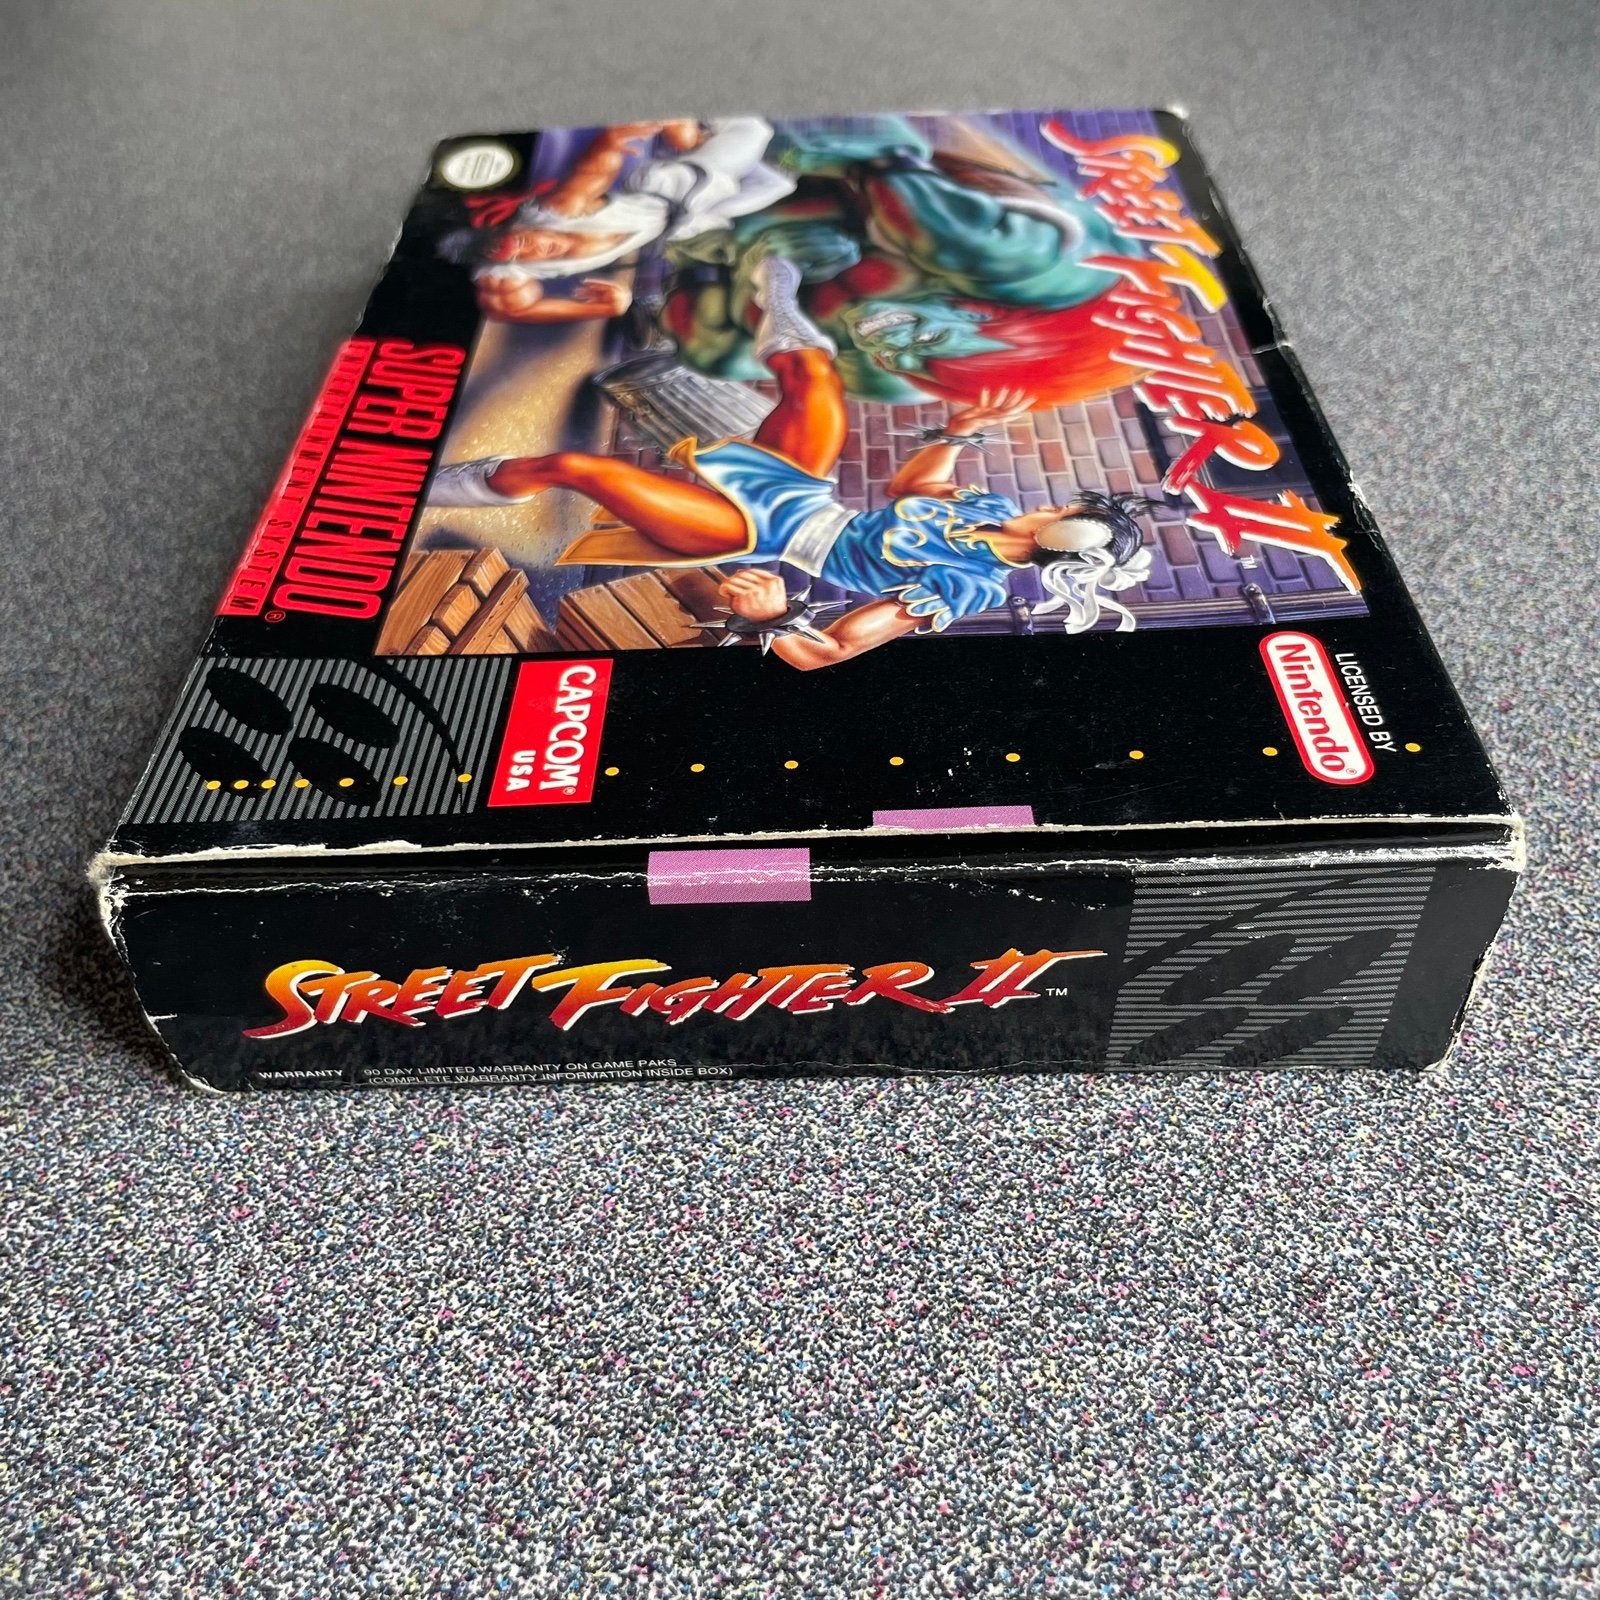 STREET FIGHTER II
TM
LICENSED BY
Nintendo®
SUPER NINTENDO®
ENTERTAINMENT SYSTEM
CAPCOM®
USA
STREET FIGHTER II TM
WARRANTY 90 DAY LIMITED WARRANTY ON GAME PAKS
(COMPLETE WARRANTY INFORMATION INSIDE BOX)